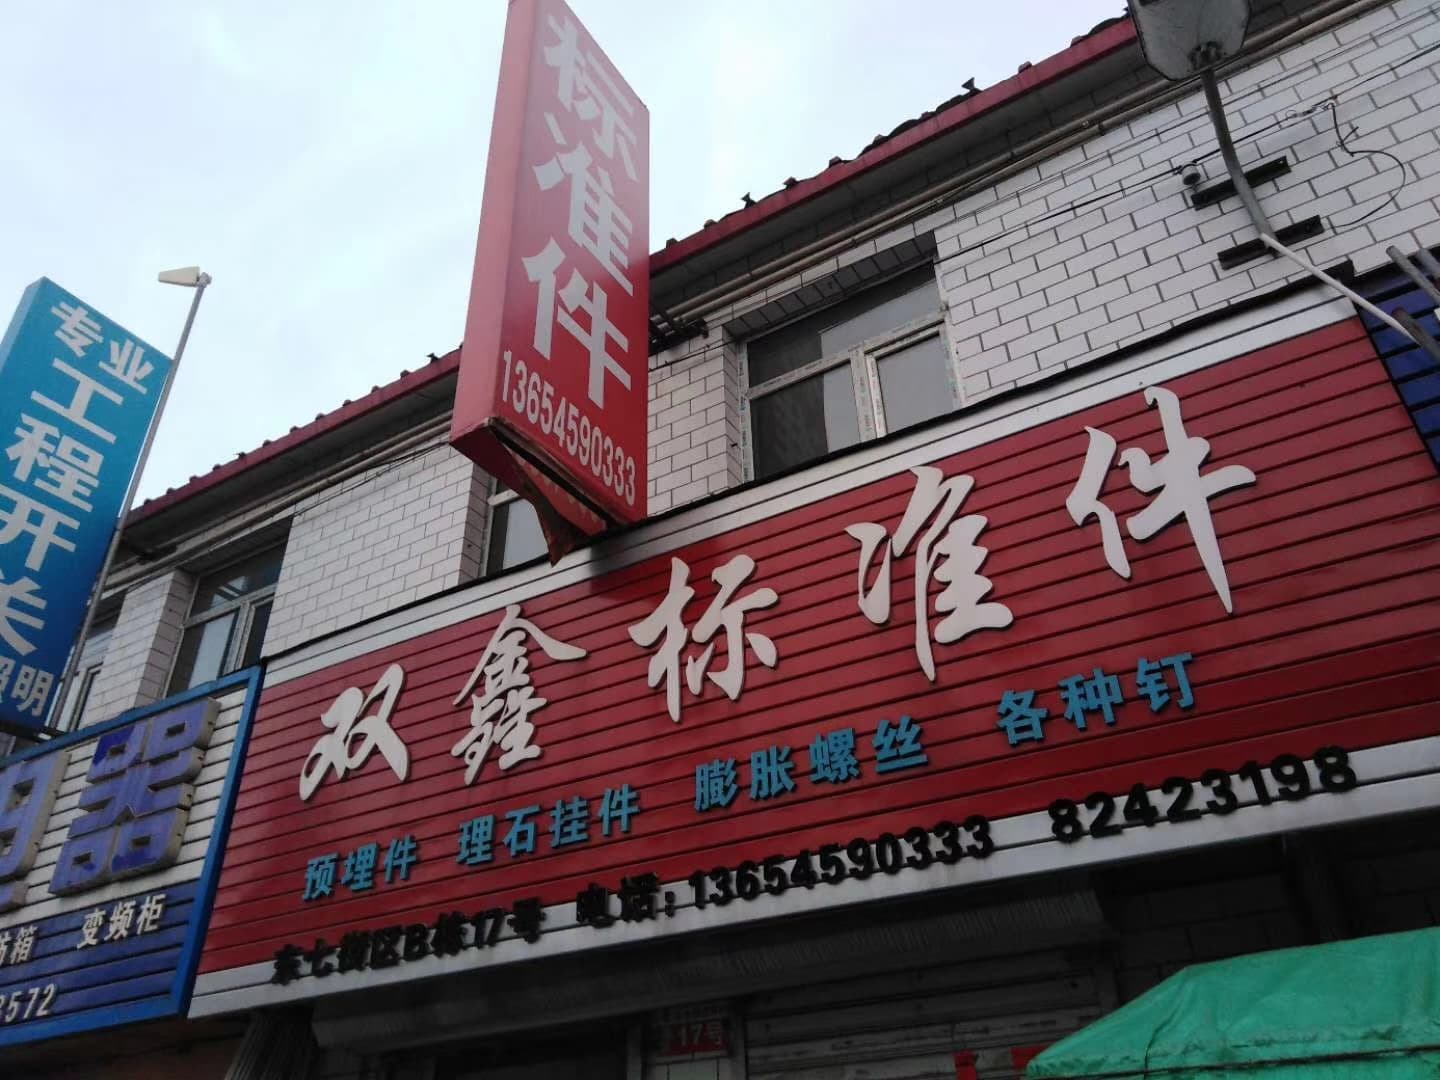 标准件
13654590333
专业
工程开关
照明
器
箱 变频柜
3572
双鑫标准件
预埋件 理石挂件 膨胀螺丝 各种钉
东七街区B栋17号 电话:13654590333 82423198
17号